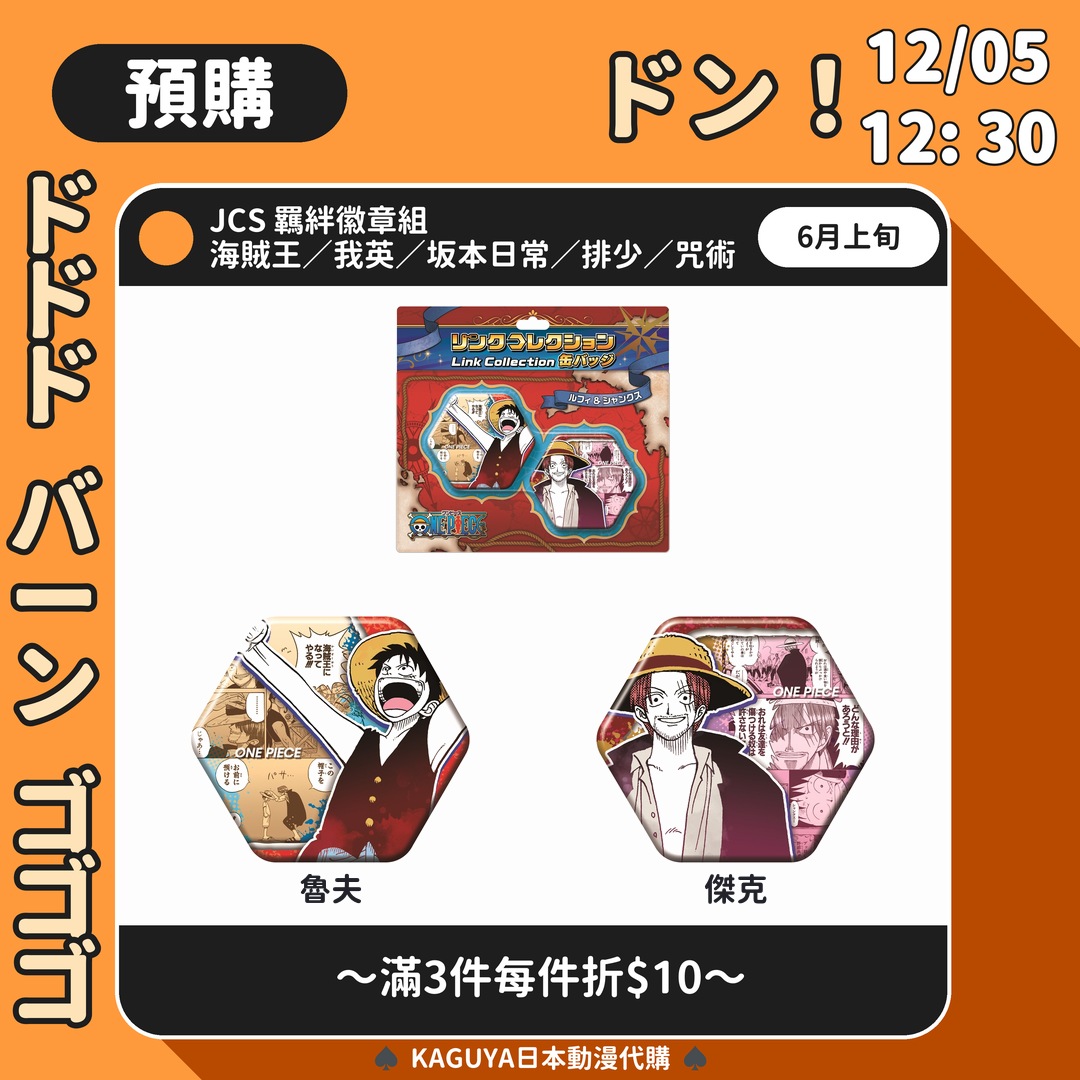 預購
ドン！
12/05
12: 30
ドドド
バーン
ゴゴゴ
JCS 羈絆徽章組
海賊王／我英／坂本日常／排少／咒術
6月上旬
リンクコレクション
Link Collection 缶バッジ
ルフィ＆シャンクス
ONE PIECE
海賊王に
なって
やる!!!
じゃあ
ONE PIECE
この
帽子を
お前に
預ける
パサ…
ONE PIECE
どんな理由が
あろうと!!
おれは友達を
傷つける奴は
許さない
魯夫
傑克
～滿3件每件折$10～
♠ KAGUYA日本動漫代購 ♠